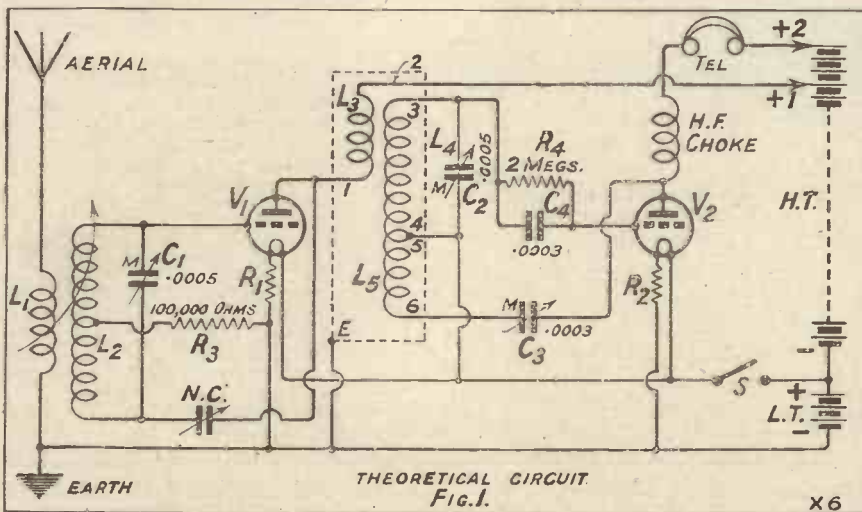 AERIAL
TEL
+2
+1
2
L3
3
L4
.0005
R4
2 MEGS.
H.F.
CHOKE
1
M
C2
C4
V1
V2
H.T.
4
5
.0003
M
C1
.0005
R1
L5
R2
L1
100,000 OHMS
6
M
.0003
L2
R3
E
C3
-
N.C.
S
+
L.T.
-
EARTH
THEORETICAL CIRCUIT
FIG.1.
X6